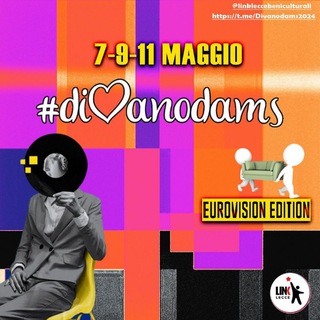 @linkleccebeniculturali
https://t.me/Divanodams2024
7-9-11 MAGGIO
#di♡anodams
EUROVISION EDITION
LINK
LECCE